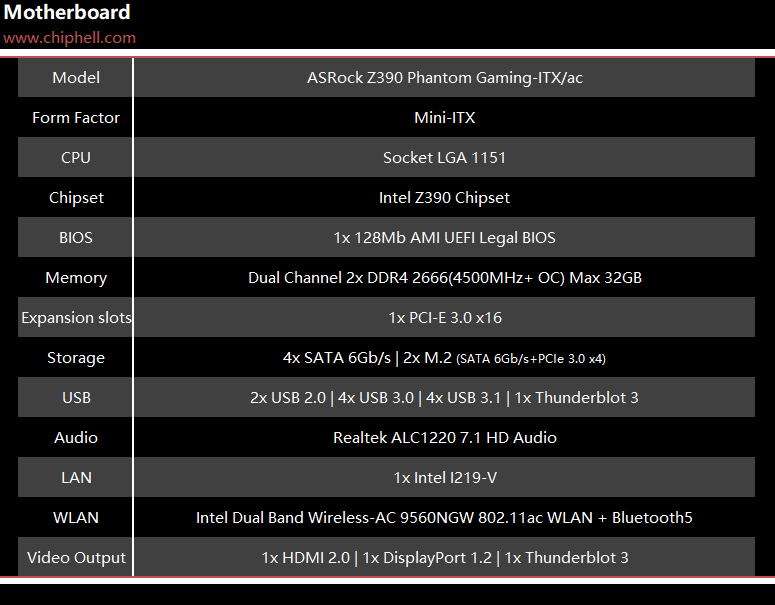 Motherboard
www.chiphell.com
Model ASRock Z390 Phantom Gaming-ITX/ac
Form Factor Mini-ITX
CPU Socket LGA 1151
Chipset Intel Z390 Chipset
BIOS 1x 128Mb AMI UEFI Legal BIOS
Memory Dual Channel 2x DDR4 2666(4500MHz+ OC) Max 32GB
Expansion slots 1x PCI-E 3.0 x16
Storage 4x SATA 6Gb/s | 2x M.2 (SATA 6Gb/s+PCIe 3.0 x4)
USB 2x USB 2.0 | 4x USB 3.0 | 4x USB 3.1 | 1x Thunderblot 3
Audio Realtek ALC1220 7.1 HD Audio
LAN 1x Intel I219-V
WLAN Intel Dual Band Wireless-AC 9560NGW 802.11ac WLAN + Bluetooth5
Video Output 1x HDMI 2.0 | 1x DisplayPort 1.2 | 1x Thunderblot 3